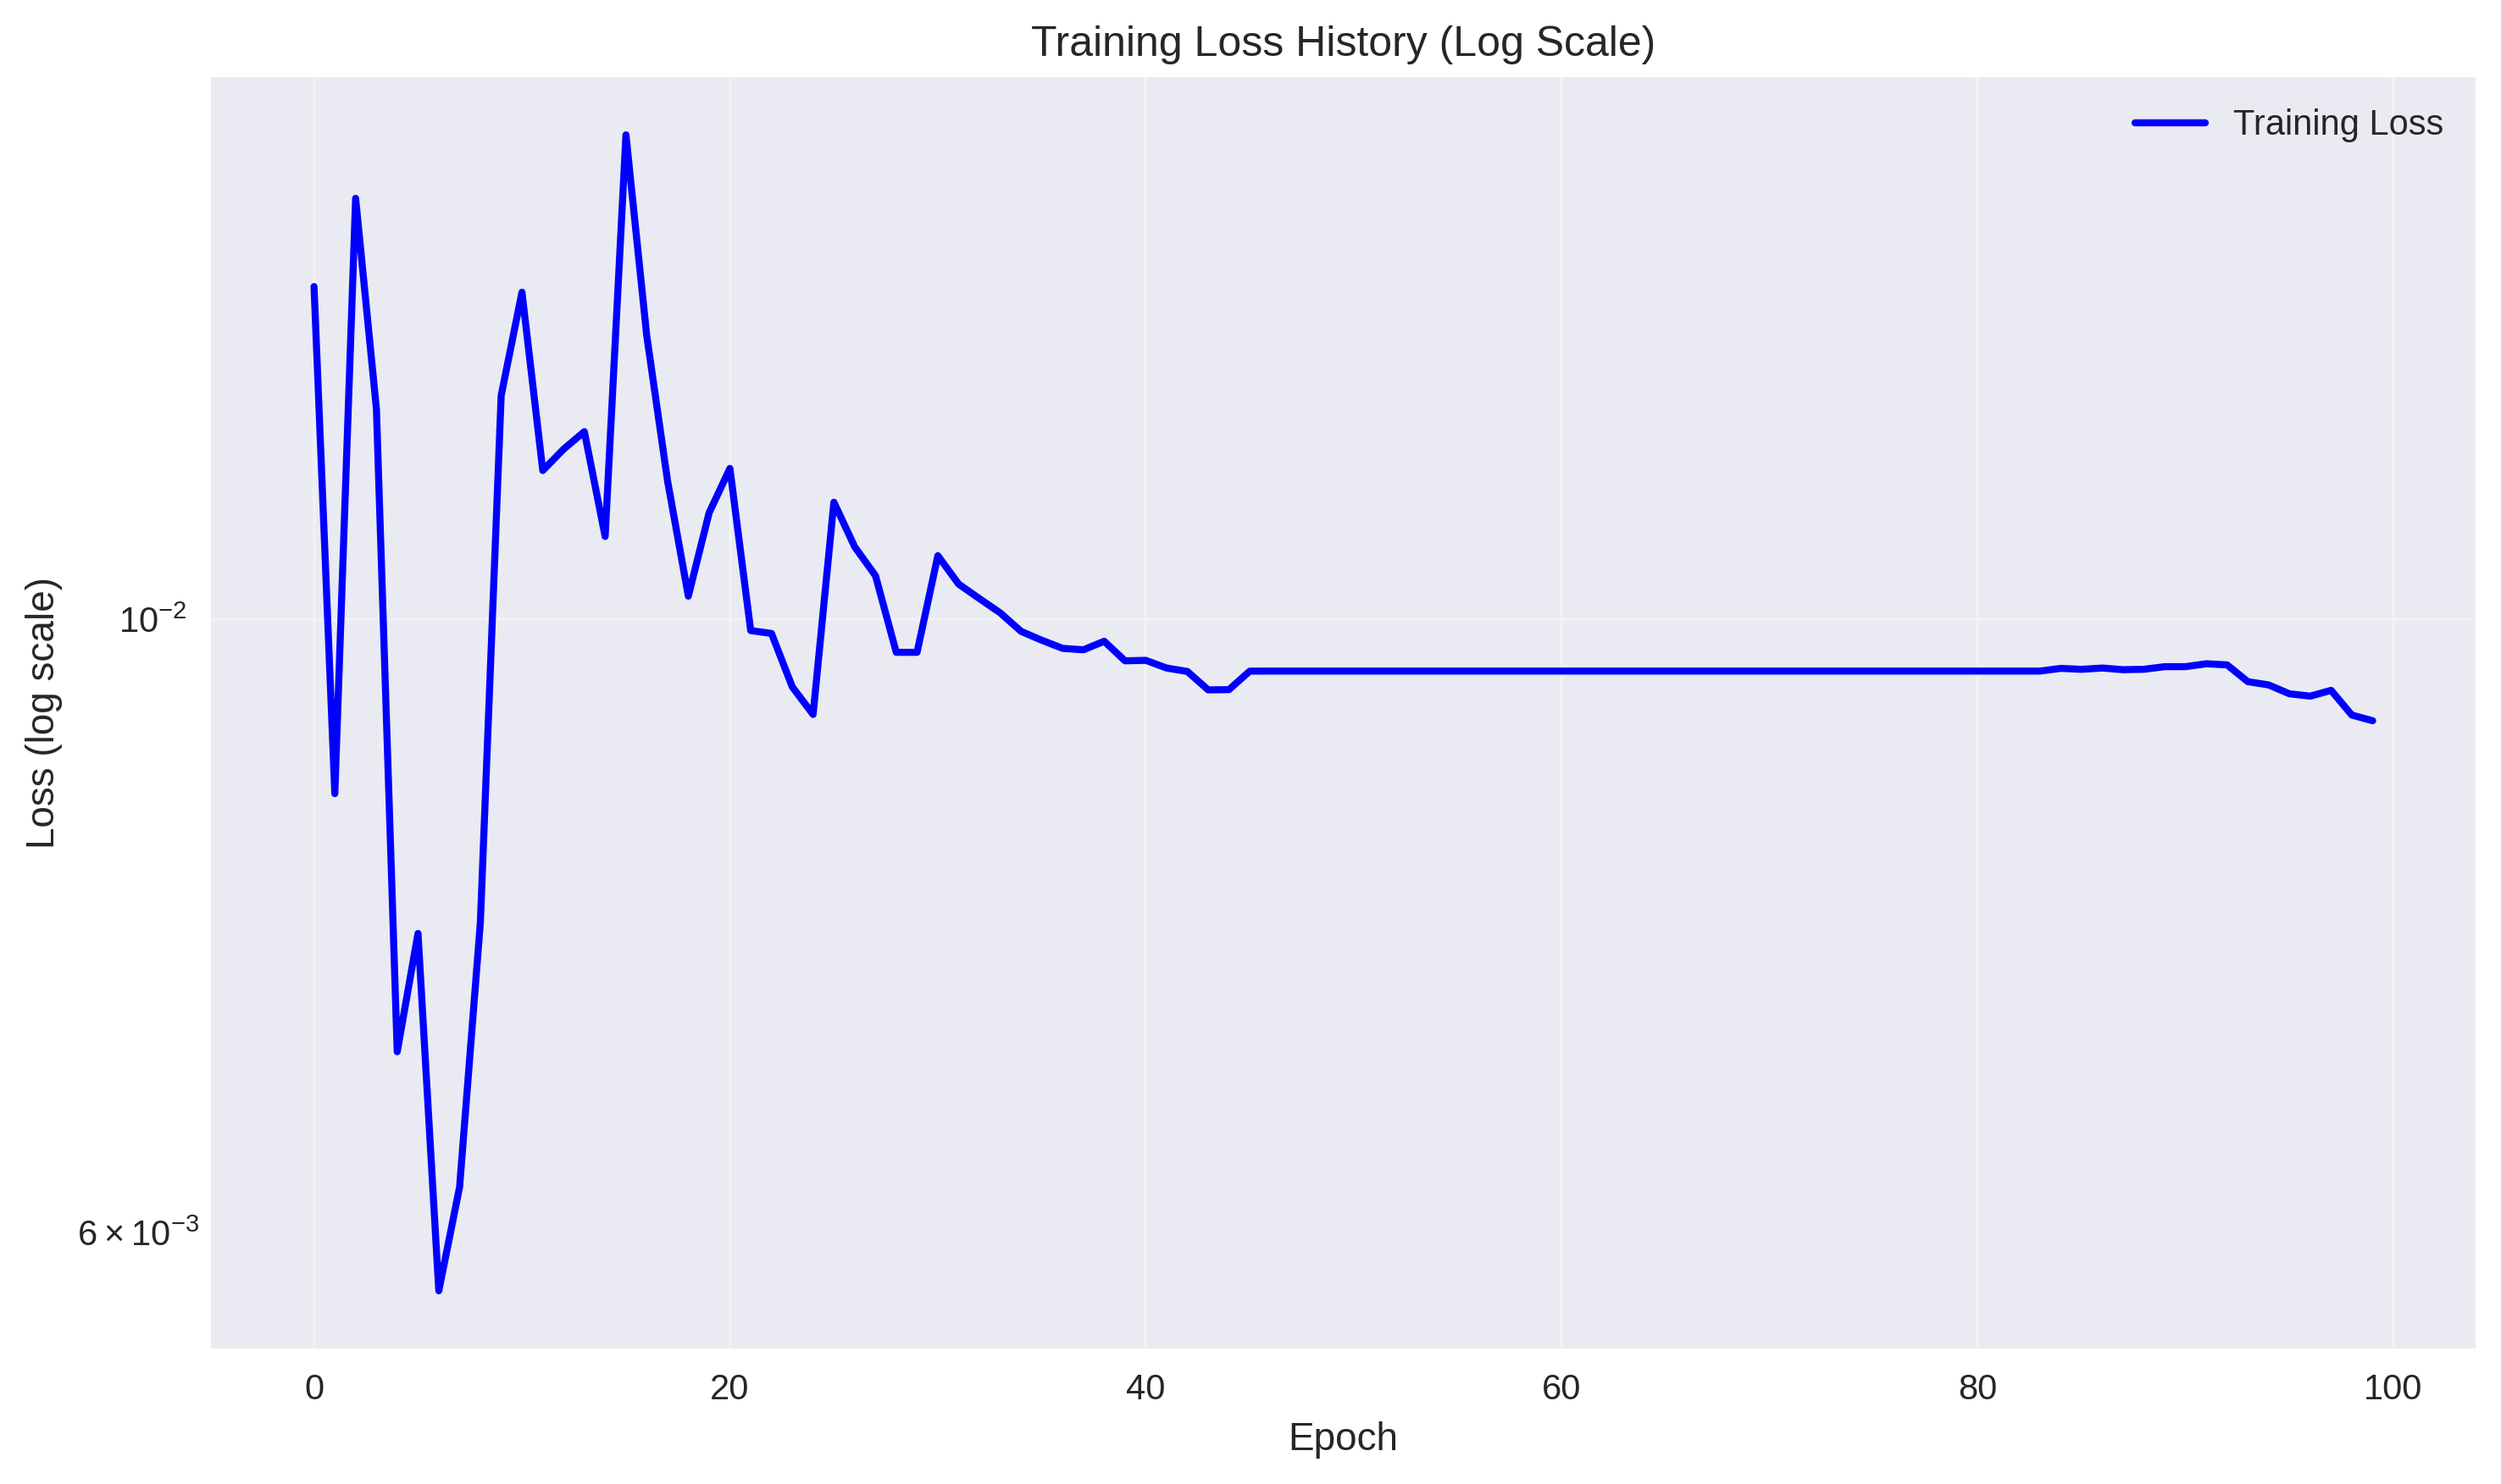 Training Loss History (Log Scale)
Training Loss
Loss (log scale)
10⁻²
6 × 10⁻³
0 20 40 60 80 100
Epoch